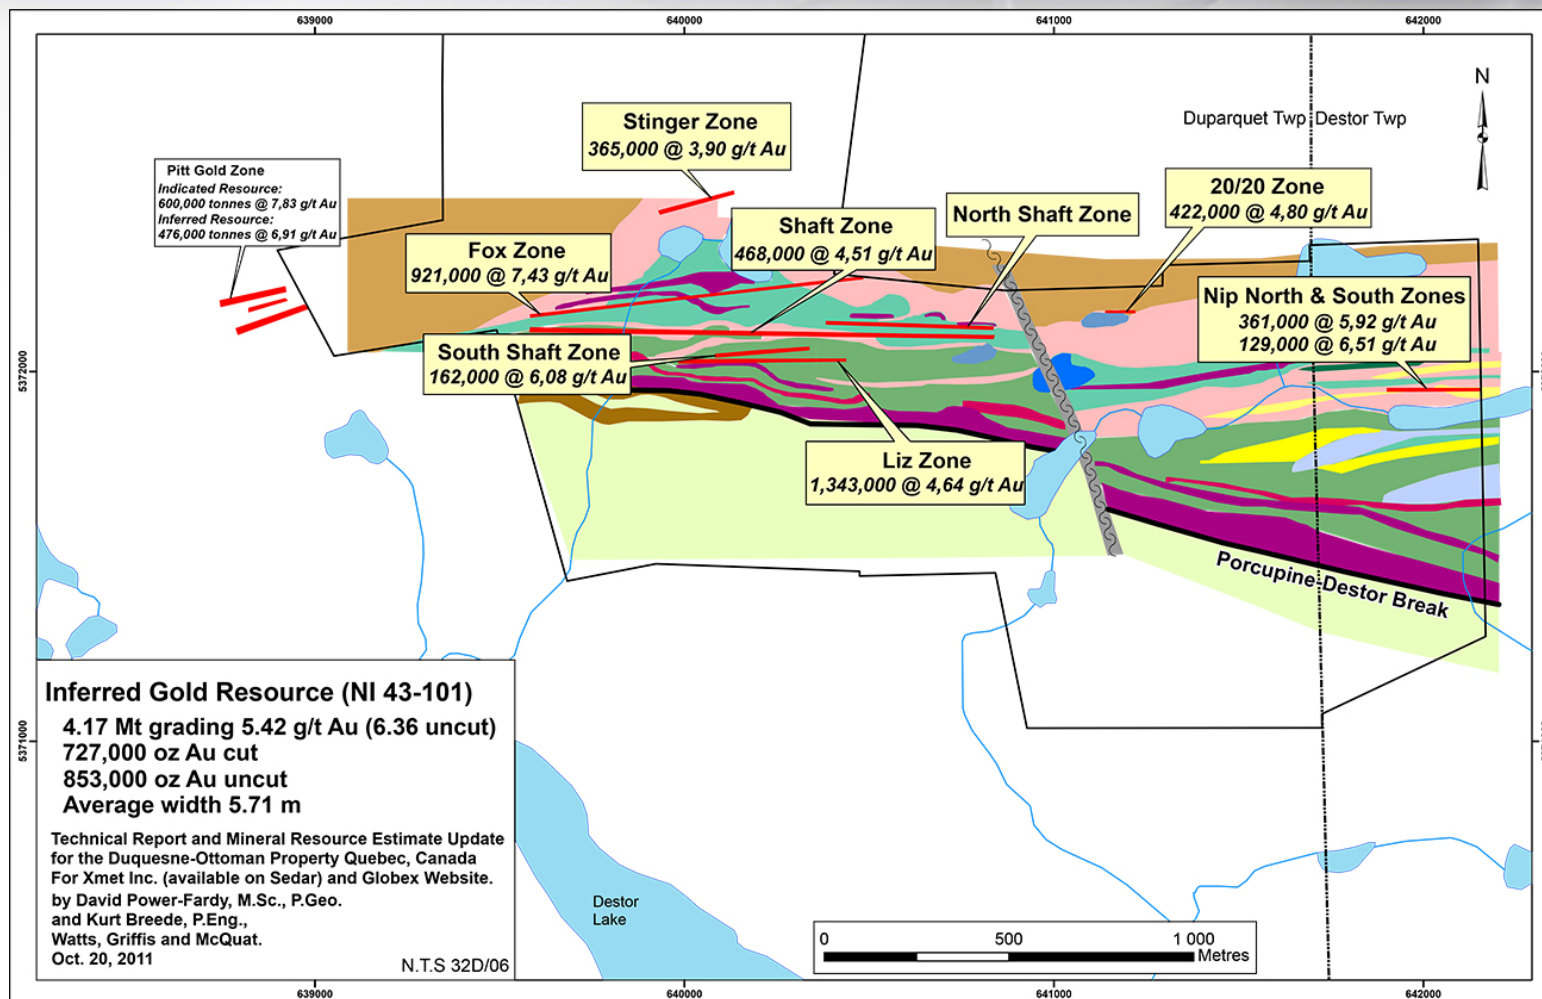 639000
640000
641000
642000
N
Duparquet Twp
Destor Twp
Stinger Zone
365,000 @ 3,90 g/t Au
Pitt Gold Zone
Indicated Resource:
600,000 tonnes @ 7,83 g/t Au
Inferred Resource:
476,000 tonnes @ 6,91 g/t Au
20/20 Zone
422,000 @ 4,80 g/t Au
North Shaft Zone
Shaft Zone
468,000 @ 4,51 g/t Au
Fox Zone
921,000 @ 7,43 g/t Au
Nip North & South Zones
361,000 @ 5,92 g/t Au
129,000 @ 6,51 g/t Au
South Shaft Zone
162,000 @ 6,08 g/t Au
5372000
Liz Zone
1,343,000 @ 4,64 g/t Au
Porcupine-Destor Break
5371000
Inferred Gold Resource (NI 43-101)
4.17 Mt grading 5.42 g/t Au (6.36 uncut)
727,000 oz Au cut
853,000 oz Au uncut
Average width 5.71 m
Technical Report and Mineral Resource Estimate Update
for the Duquesne-Ottoman Property Quebec, Canada
For Xmet Inc. (available on Sedar) and Globex Website.
by David Power-Fardy, M.Sc., P.Geo.
and Kurt Breede, P.Eng.,
Watts, Griffis and McQuat.
Oct. 20, 2011
N.T.S 32D/06
Destor
Lake
0 500 1 000
Metres
639000
640000
641000
642000